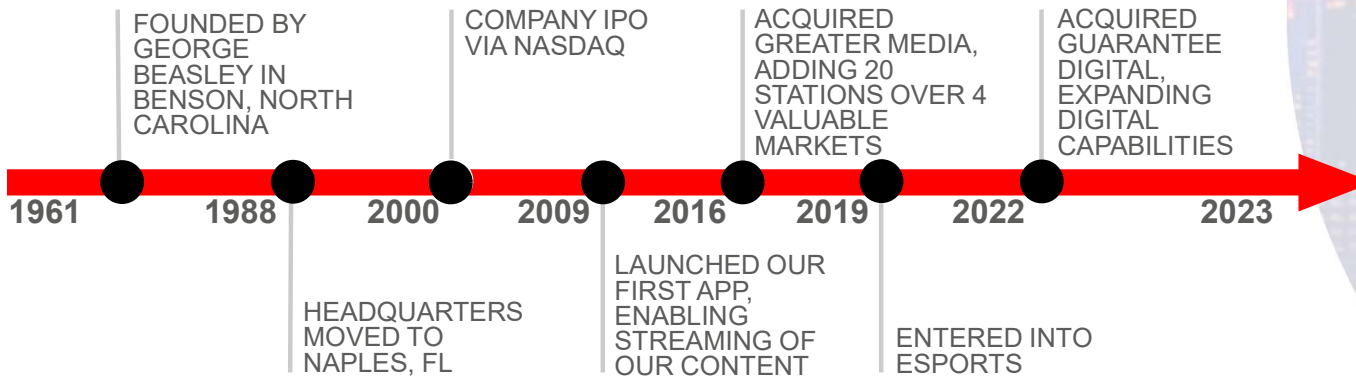 FOUNDED BY
GEORGE
BEASLEY IN
BENSON, NORTH
CAROLINA
COMPANY IPO
VIA NASDAQ
ACQUIRED
GREATER MEDIA,
ADDING 20
STATIONS OVER 4
VALUABLE
MARKETS
ACQUIRED
GUARANTEE
DIGITAL,
EXPANDING
DIGITAL
CAPABILITIES
1961 1988 2000 2009 2016 2019 2022 2023
HEADQUARTERS
MOVED TO
NAPLES, FL
LAUNCHED OUR
FIRST APP,
ENABLING
STREAMING OF
OUR CONTENT
ENTERED INTO
ESPORTS